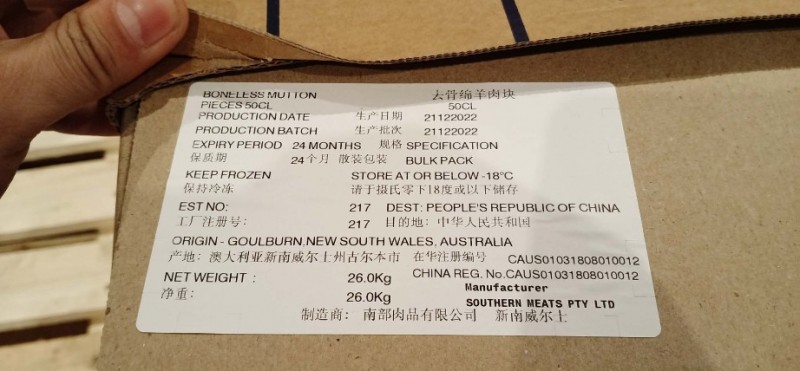 BONELESS MUTTON 去骨绵羊肉块
PIECES 50CL 50CL
PRODUCTION DATE 生产日期 21122022
PRODUCTION BATCH 生产批次 21122022
EXPIRY PERIOD 24 MONTHS 规格 SPECIFICATION
保质期 24个月 散装包装 BULK PACK
KEEP FROZEN STORE AT OR BELOW -18°C
保持冷冻 请于摄氏零下18度或以下储存
EST NO: 217 DEST: PEOPLE'S REPUBLIC OF CHINA
工厂注册号: 217 目的地: 中华人民共和国
ORIGIN - GOULBURN,NEW SOUTH WALES, AUSTRALIA
产地: 澳大利亚新南威尔士州古尔本市 在华注册编号 CAUS01031808010012
NET WEIGHT : 26.0Kg CHINA REG. No.CAUS01031808010012
净重: 26.0Kg
Manufacturer
SOUTHERN MEATS PTY LTD
制造商: 南部肉品有限公司 新南威尔士